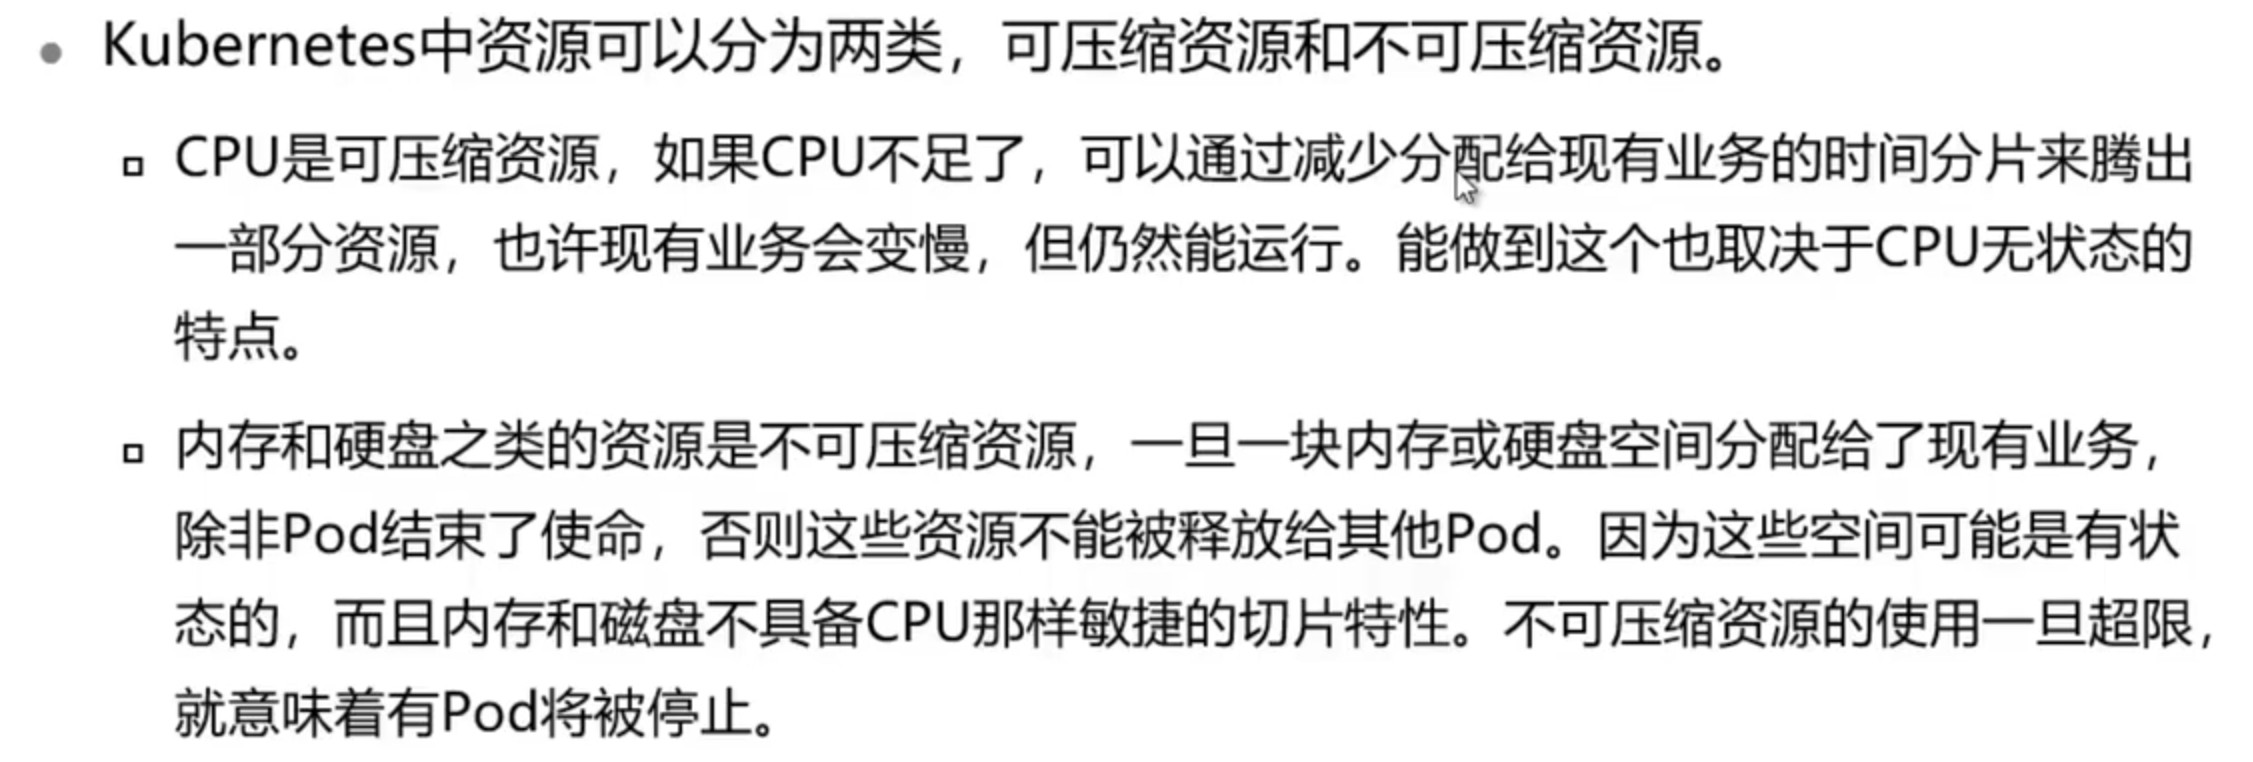 • Kubernetes中资源可以分为两类，可压缩资源和不可压缩资源。
▫ CPU是可压缩资源，如果CPU不足了，可以通过减少分配给现有业务的时间分片来腾出
一部分资源，也许现有业务会变慢，但仍然能运行。能做到这个也取决于CPU无状态的
特点。
▫ 内存和硬盘之类的资源是不可压缩资源，一旦一块内存或硬盘空间分配给了现有业务，
除非Pod结束了使命，否则这些资源不能被释放给其他Pod。因为这些空间可能是有状
态的，而且内存和磁盘不具备CPU那样敏捷的切片特性。不可压缩资源的使用一旦超限，
就意味着有Pod将被停止。